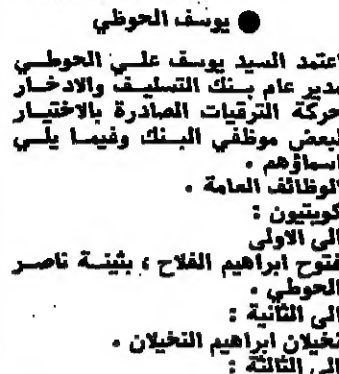 ● يوسف الحوطي
اعتمد السيد يوسف علي الحوطي
مدير عام بنك التسليف والادخار
حركة الترقيات الصادرة بالاختيار
لبعض موظفي البنك وفيما يلي
اسماؤهم .
الوظائف العامة .
كويتيون :
الى الاولى
فتوح ابراهيم الفلاح ، بثينة ناصر
الحوطي .
الى الثانية :
نخيلان ابراهيم النخيلان .
الى الثالثة :